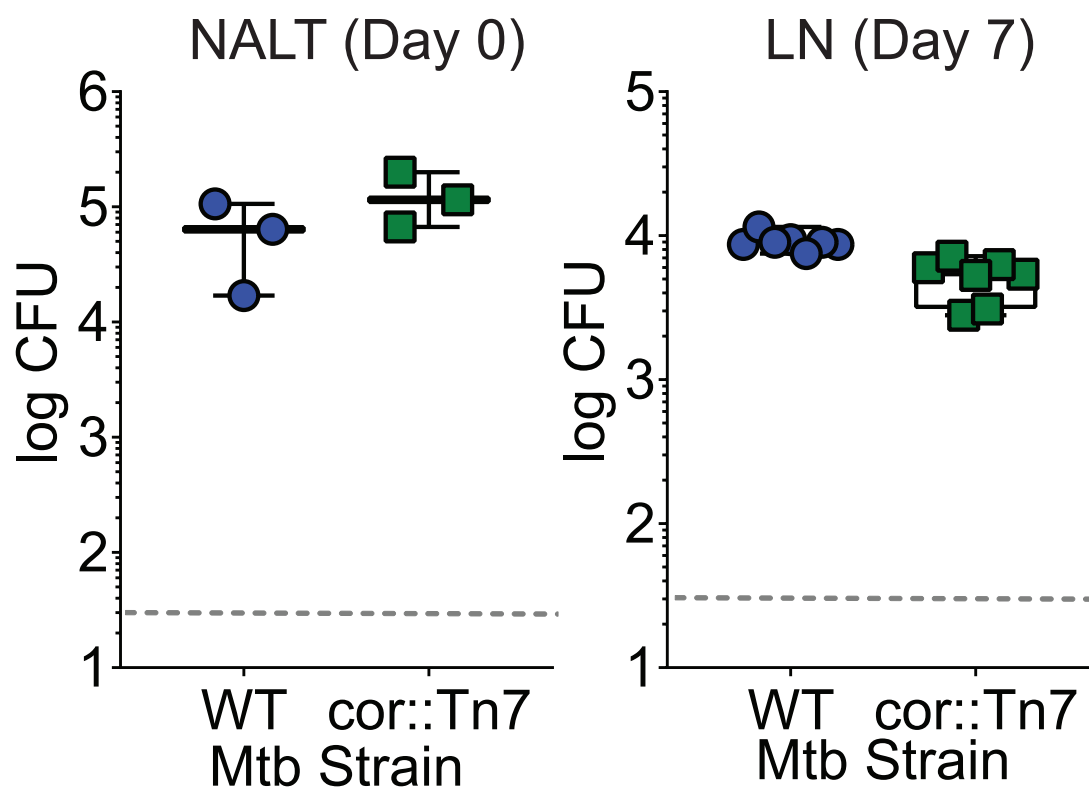 NALT (Day 0)
log CFU
6
5
4
3
2
1
WT cor::Tn7
Mtb Strain
LN (Day 7)
log CFU
5
4
3
2
1
WT cor::Tn7
Mtb Strain